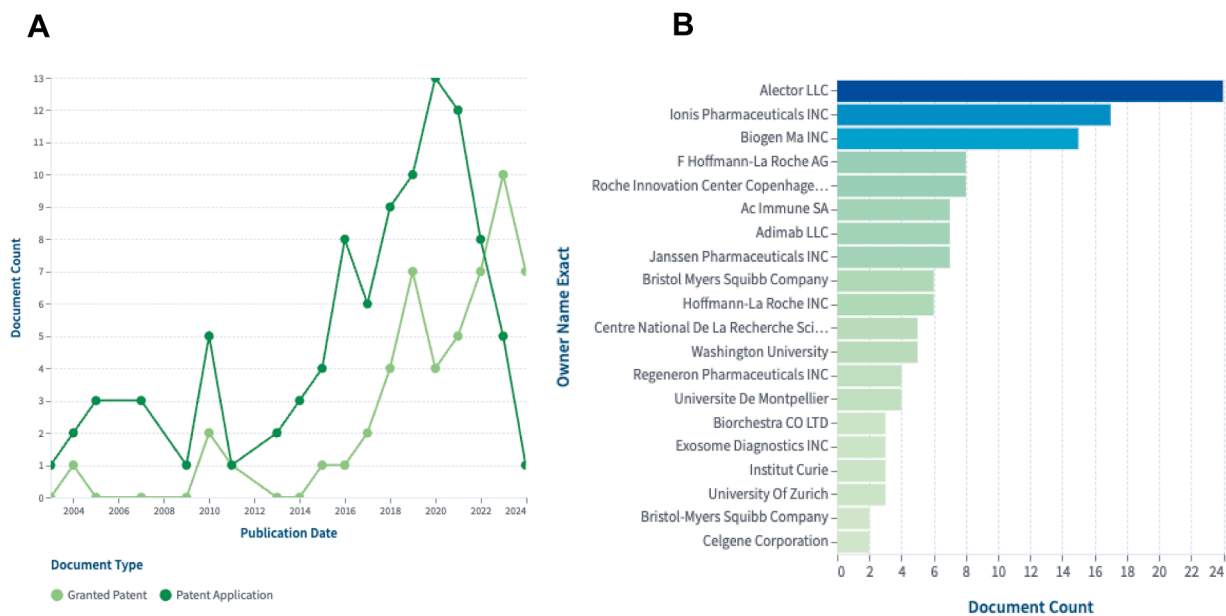 A
13
12
11
10
9
8
7
6
5
4
3
2
1
0
Document Count
2004 2006 2008 2010 2012 2014 2016 2018 2020 2022 2024
Publication Date
Document Type
Granted Patent Patent Application
B
Owner Name Exact
Alector LLC
Ionis Pharmaceuticals INC
Biogen Ma INC
F Hoffmann-La Roche AG
Roche Innovation Center Copenhage...
Ac Immune SA
Adimab LLC
Janssen Pharmaceuticals INC
Bristol Myers Squibb Company
Hoffmann-La Roche INC
Centre National De La Recherche Sci...
Washington University
Regeneron Pharmaceuticals INC
Universite De Montpellier
Biorchestra CO LTD
Exosome Diagnostics INC
Institut Curie
University Of Zurich
Bristol-Myers Squibb Company
Celgene Corporation
0 2 4 6 8 10 12 14 16 18 20 22 24
Document Count